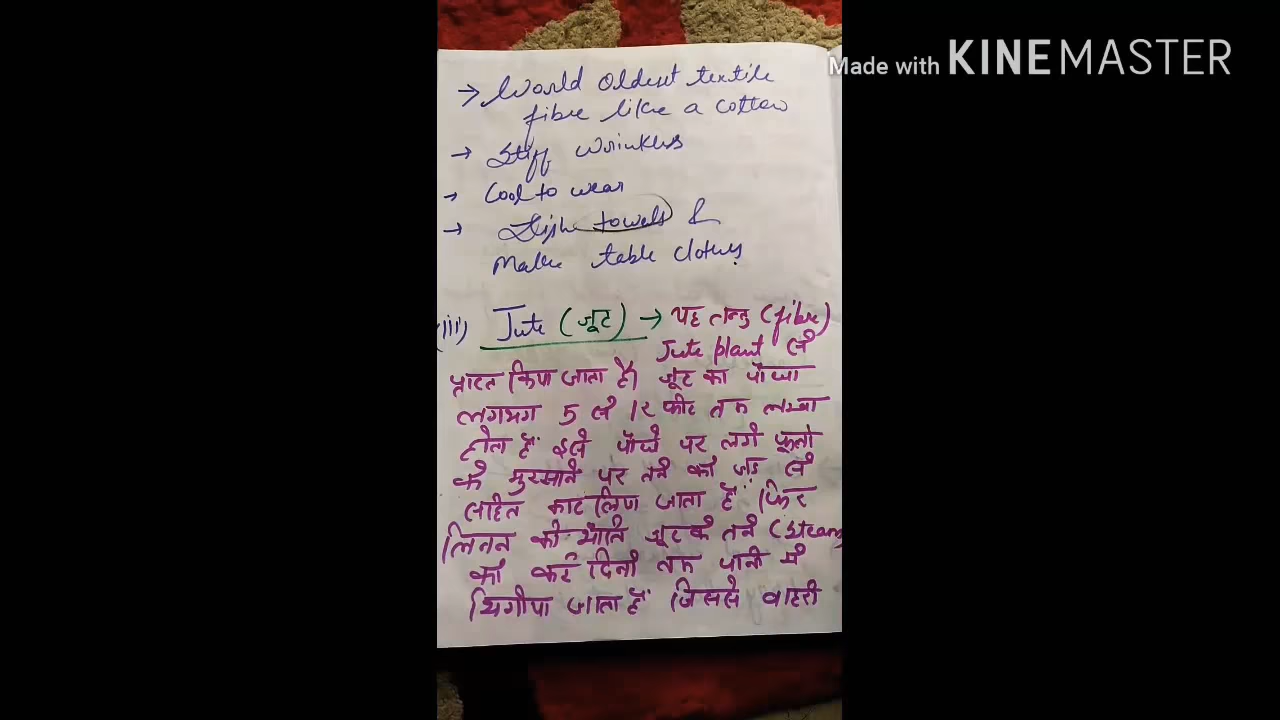 Made with KINEMASTER
→ World oldest textile
fibre like a cotton
→ Stiff wrinkles
→ Cool to wear
→ towels &
Make table clothes
(iii) Jute (जूट) → यह तन्तु (fibre)
Jute plant से
प्राप्त किया जाता है। जूट का पौधा
लगभग 5 से 12 फीट तक लम्बा
होता हैं इसे पौधे पर लगे फूलो
के मुरझाने पर तने को जड़ से
सहित काट लिया जाता हैं फिर
लिनन की भाँति जूट के तने (Steam)
को कई दिनों तक पानी में
भिगोया जाता हैं जिससे बाहरी